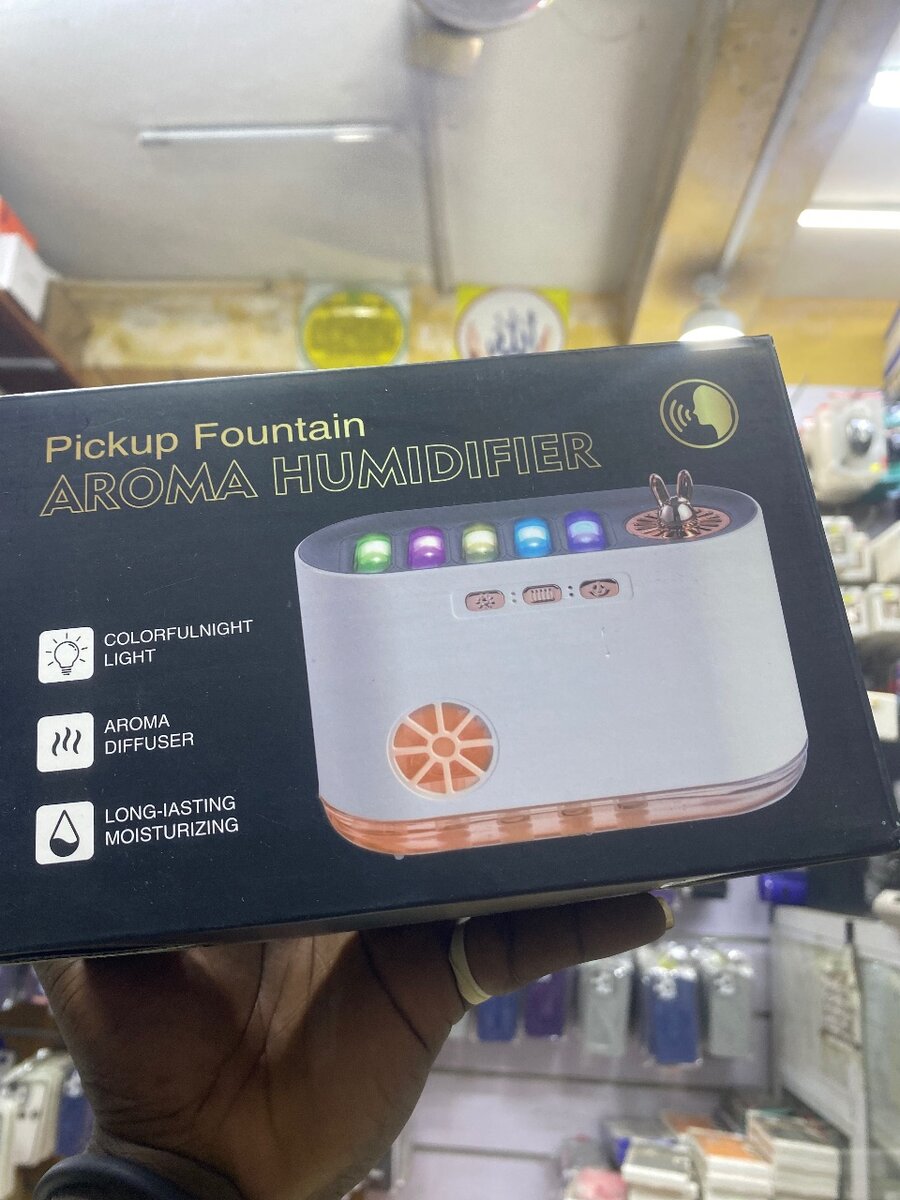 Pickup Fountain
AROMA HUMIDIFIER
COLORFULNIGHT
LIGHT
AROMA
DIFFUSER
LONG-IASTING
MOISTURIZING